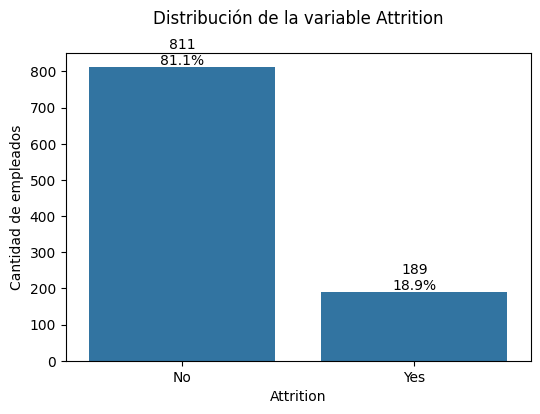 Distribución de la variable Attrition
811
81.1%
800
700
600
500
400
300
200
100
0
Cantidad de empleados
189
18.9%
No
Yes
Attrition